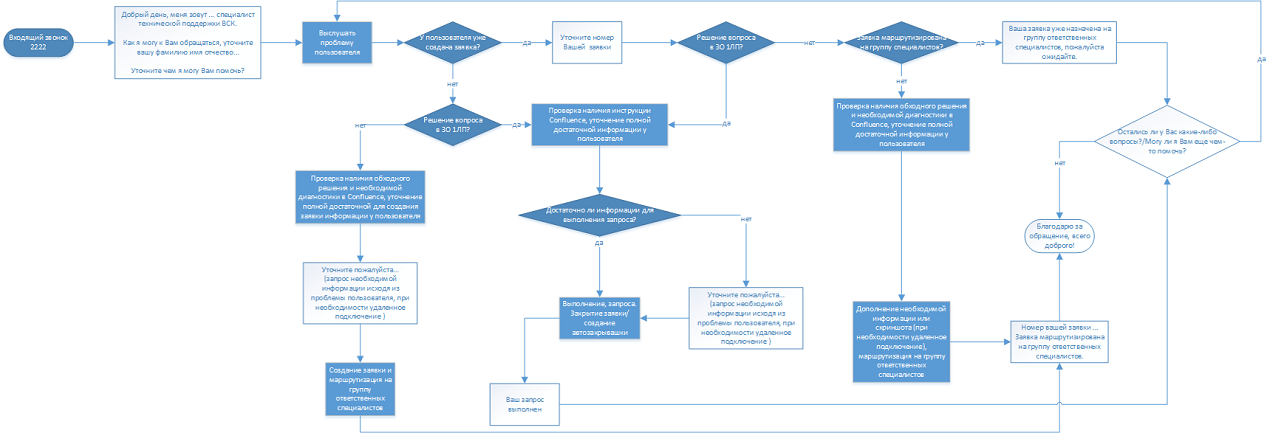 Входящий звонок
2222
Добрый день, меня зовут ... специалист
технической поддержки ВСК.
Как я могу к Вам обращаться, уточните
вашу фамилию имя отчество...
Уточните чем я могу Вам помочь?
Выслушать
проблему
пользователя
У пользователя уже
создана заявка?
да
нет
Уточните номер
Вашей заявки
Решение вопроса
в ЗО 1ЛП?
нет
да
Заявка маршрутизирована
на группу специалистов?
да
нет
Ваша заявка уже назначена на
группу ответственных
специалистов, пожалуйста
ожидайте.
да
Решение вопроса
в ЗО 1ЛП?
нет
да
Проверка наличия инструкции
Confluence, уточнение полной
достаточной информации у
пользователя
Проверка наличия обходного решения
и необходимой диагностики в
Confluence, уточнение полной
достаточной информации у
пользователя
Остались ли у Вас какие-либо
вопросы?/Могу ли я Вам еще чем-
то помочь?
нет
Проверка наличия обходного
решения и необходимой
диагностики в Confluence, уточнение
полной достаточной для создания
заявки информации у пользователя
Достаточно ли информации для
выполнения запроса?
нет
да
Благодарю за
обращение, всего
доброго!
Уточните пожалуйста...
(запрос необходимой
информации исходя из
проблемы пользователя, при
необходимости удаленное
подключение )
Выполнение, запроса.
Закрытие заявки/
создание
автозакрывашки
Уточните пожалуйста...
(запрос необходимой
информации исходя из
проблемы пользователя, при
необходимости удаленное
подключение )
Дополнение необходимой
информации или
скриншота (при
необходимости удаленное
подключение),
маршрутизация на группу
ответственных
специалистов
Номер вашей заявки ...
Заявка маршрутизирована
на группу ответственных
специалистов.
Создание заявки и
маршрутизация на
группу
ответственных
специалистов
Ваш запрос
выполнен